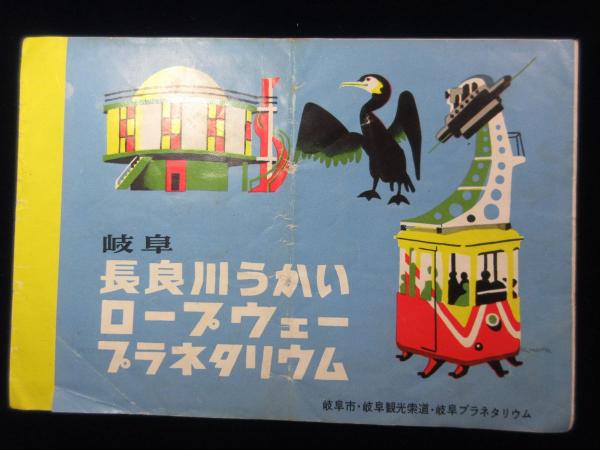 岐阜
長良川うかい
ロープウェー
プラネタリウム
岐阜市・岐阜観光索道・岐阜プラネタリウム